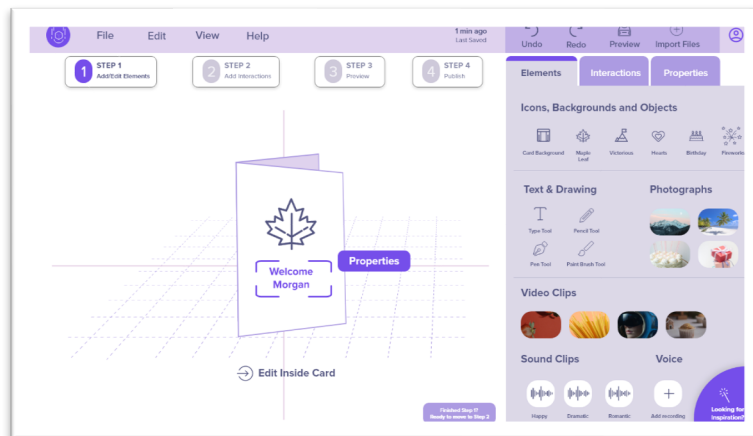 File Edit View Help
1 min ago
Last Saved
Undo Redo Preview Import Files
1 STEP 1
Add/Edit Elements
2 STEP 2
Add Interactions
3 STEP 3
Preview
4 STEP 4
Publish
Elements Interactions Properties
Icons, Backgrounds and Objects
Card Background Maple Leaf Victorious Hearts Birthday Fireworks
Text & Drawing
Type Tool Pencil Tool
Pen Tool Paint Brush Tool
Photographs
Welcome
Morgan
Properties
Edit Inside Card
Video Clips
Sound Clips
Happy Dramatic Romantic
Voice
Add recording
Finished Step 1?
Ready to move to Step 2
Looking for
inspiration?